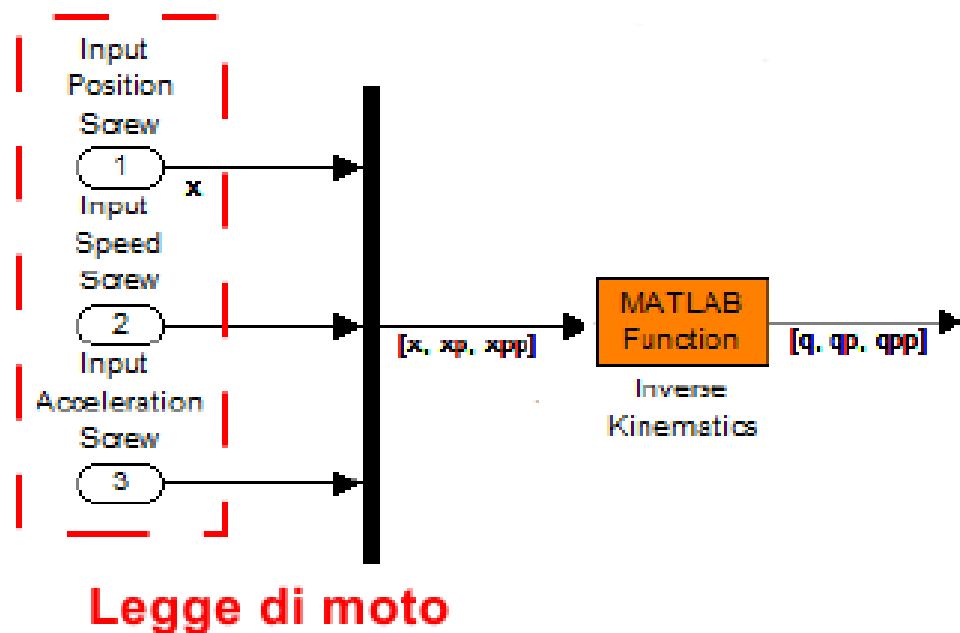 Input
Position
Screw
1
x
Input
Speed
Screw
2
[x, xp, xpp]
MATLAB
Function
[q, qp, qpp]
Inverse
Kinematics
Input
Acceleration
Screw
3
Legge di moto